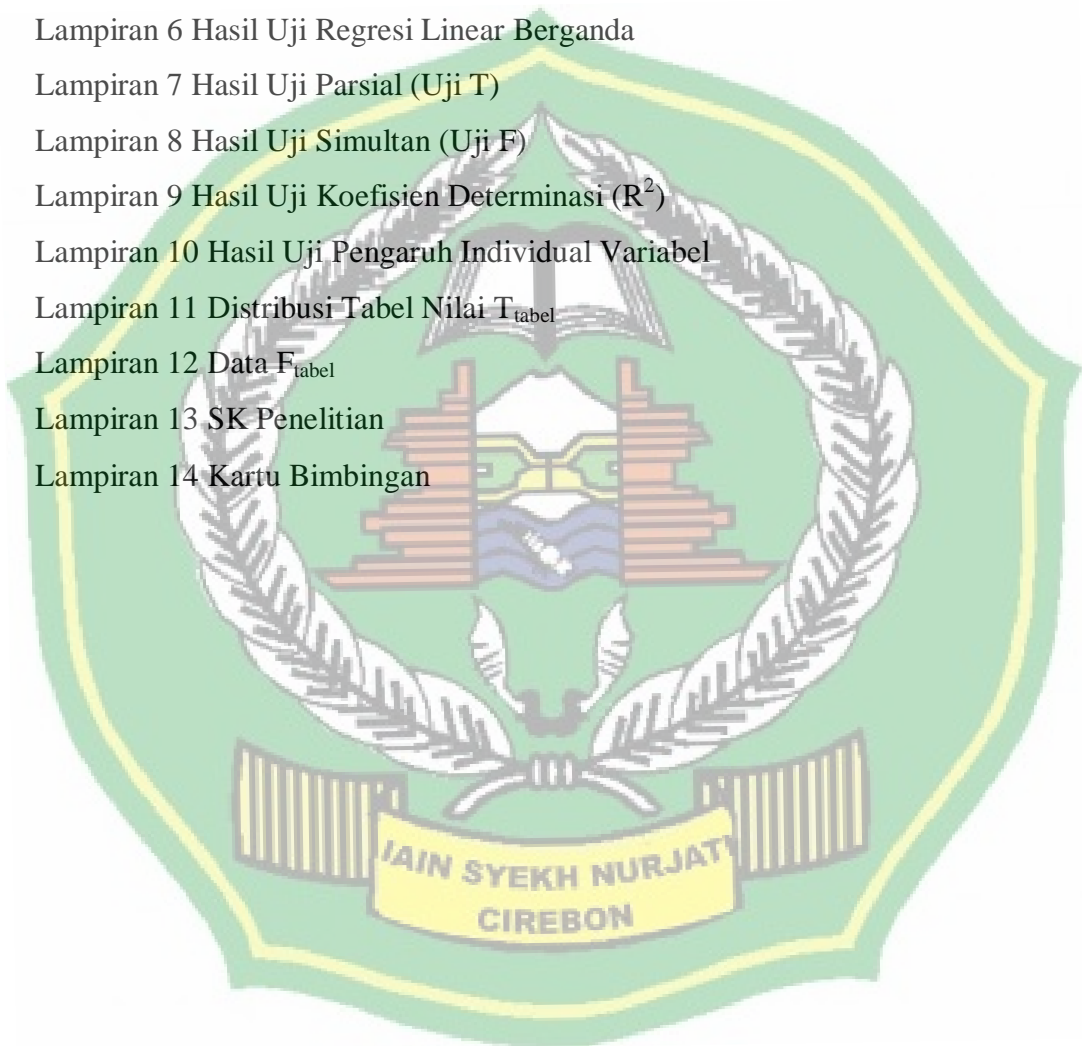 Lampiran 6 Hasil Uji Regresi Linear Berganda
Lampiran 7 Hasil Uji Parsial (Uji T)
Lampiran 8 Hasil Uji Simultan (Uji F)
Lampiran 9 Hasil Uji Koefisien Determinasi (R²)
Lampiran 10 Hasil Uji Pengaruh Individual Variabel
Lampiran 11 Distribusi Tabel Nilai Ttabel
Lampiran 12 Data Ftabel
Lampiran 13 SK Penelitian
Lampiran 14 Kartu Bimbingan
IAIN SYEKH NURJATI
CIREBON